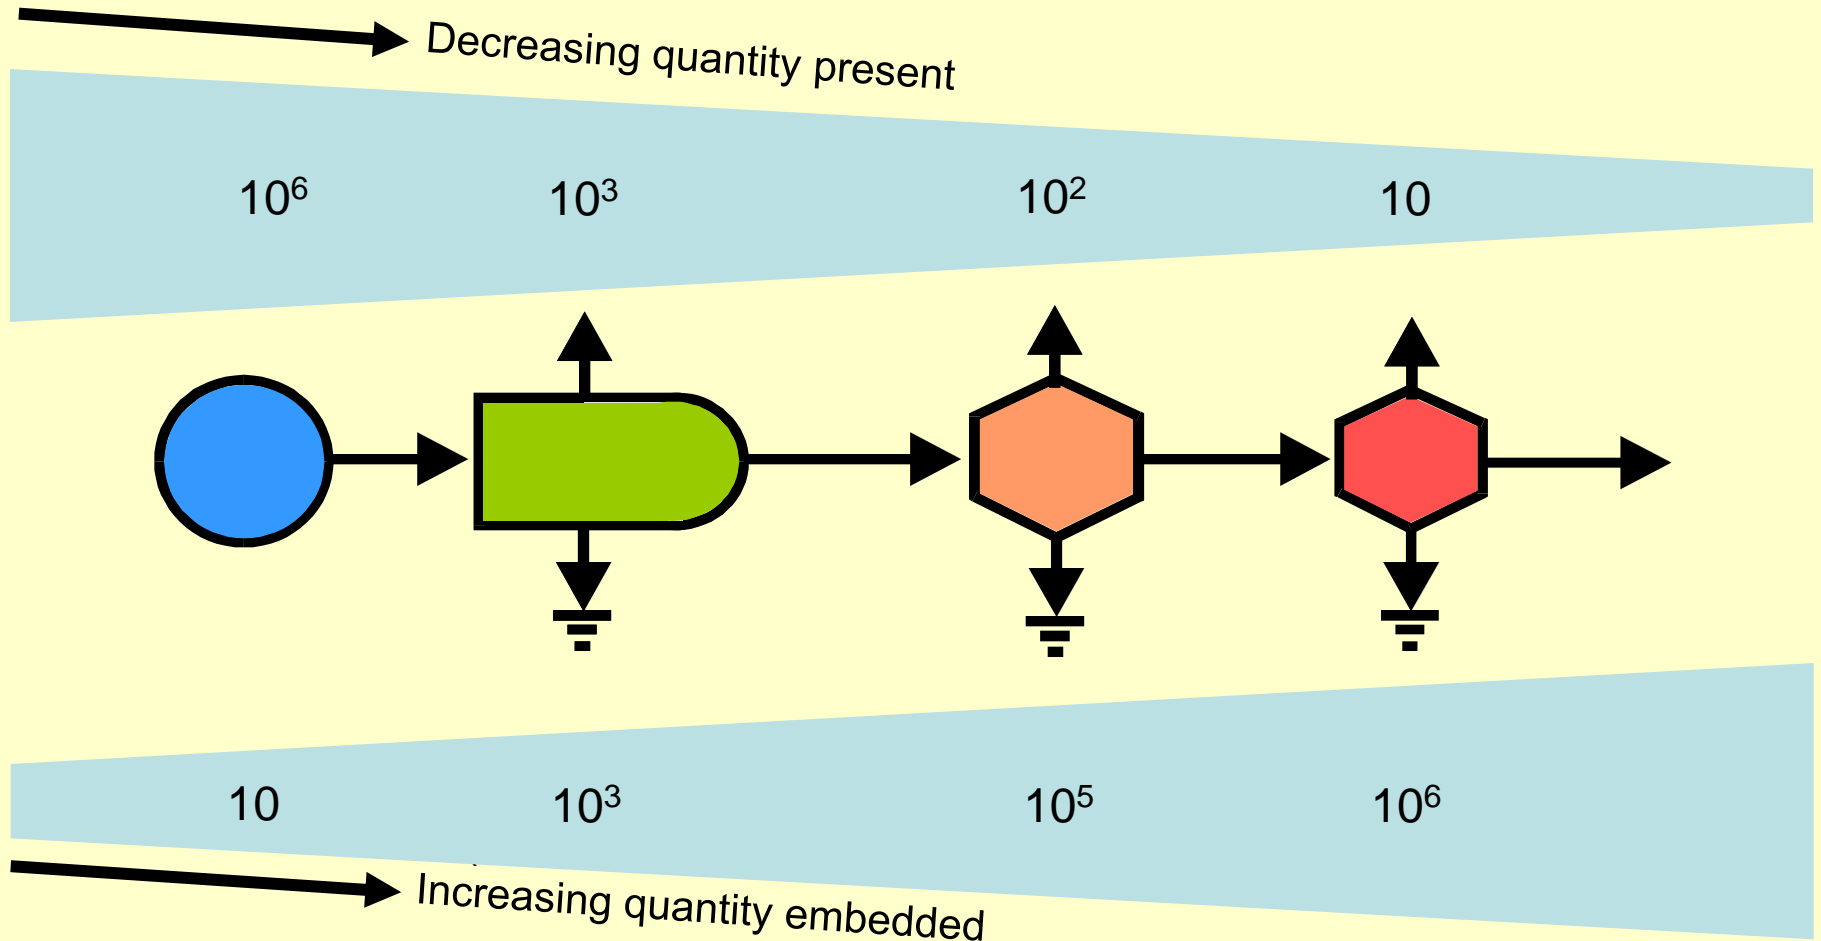 Decreasing quantity present
10⁶ 10³ 10² 10
10 10³ 10⁵ 10⁶
Increasing quantity embedded